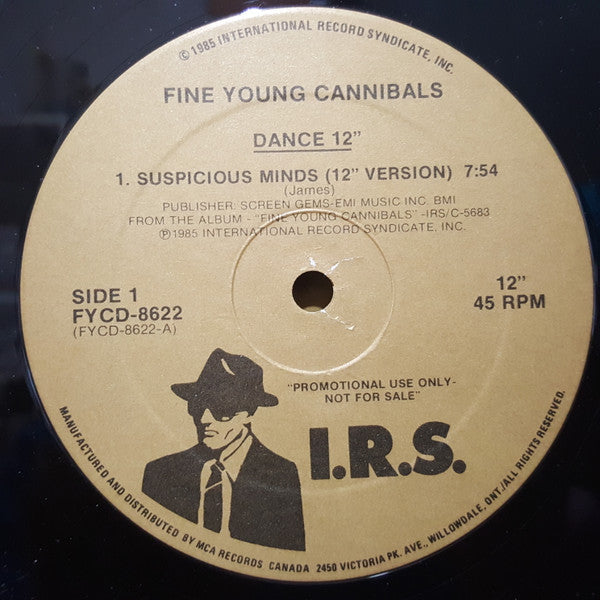 ©1985 INTERNATIONAL RECORD SYNDICATE, INC.
FINE YOUNG CANNIBALS
DANCE 12"
1. SUSPICIOUS MINDS (12" VERSION) 7:54
(James)
PUBLISHER: SCREEN GEMS-EMI MUSIC INC. BMI
FROM THE ALBUM - "FINE YOUNG CANNIBALS" -IRS/C-5683
℗1985 INTERNATIONAL RECORD SYNDICATE, INC.
SIDE 1
FYCD-8622
(FYCD-8622-A)
12"
45 RPM
"PROMOTIONAL USE ONLY-
NOT FOR SALE"
I.R.S.
MANUFACTURED AND DISTRIBUTED BY MCA RECORDS CANADA 2450 VICTORIA PK. AVE., WILLOWDALE, ONT./ALL RIGHTS RESERVED.